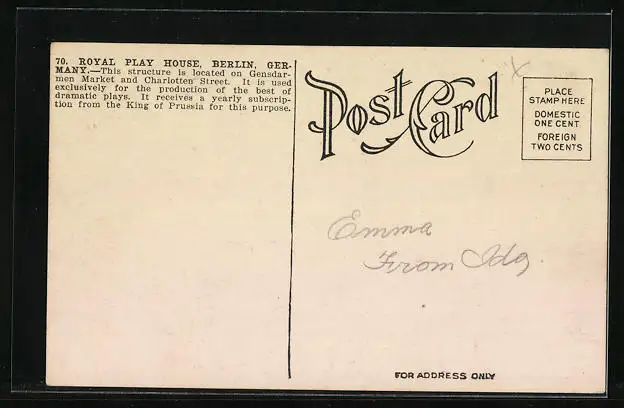 70. ROYAL PLAY HOUSE, BERLIN, GER-
MANY.—This structure is located on Gensdar-
men Market and Charlotten Street. It is used
exclusively for the production of the best of
dramatic plays. It receives a yearly subscrip-
tion from the King of Prussia for this purpose.
Post Card
x
PLACE
STAMP HERE
DOMESTIC
ONE CENT
FOREIGN
TWO CENTS
Emma
From Ida
FOR ADDRESS ONLY